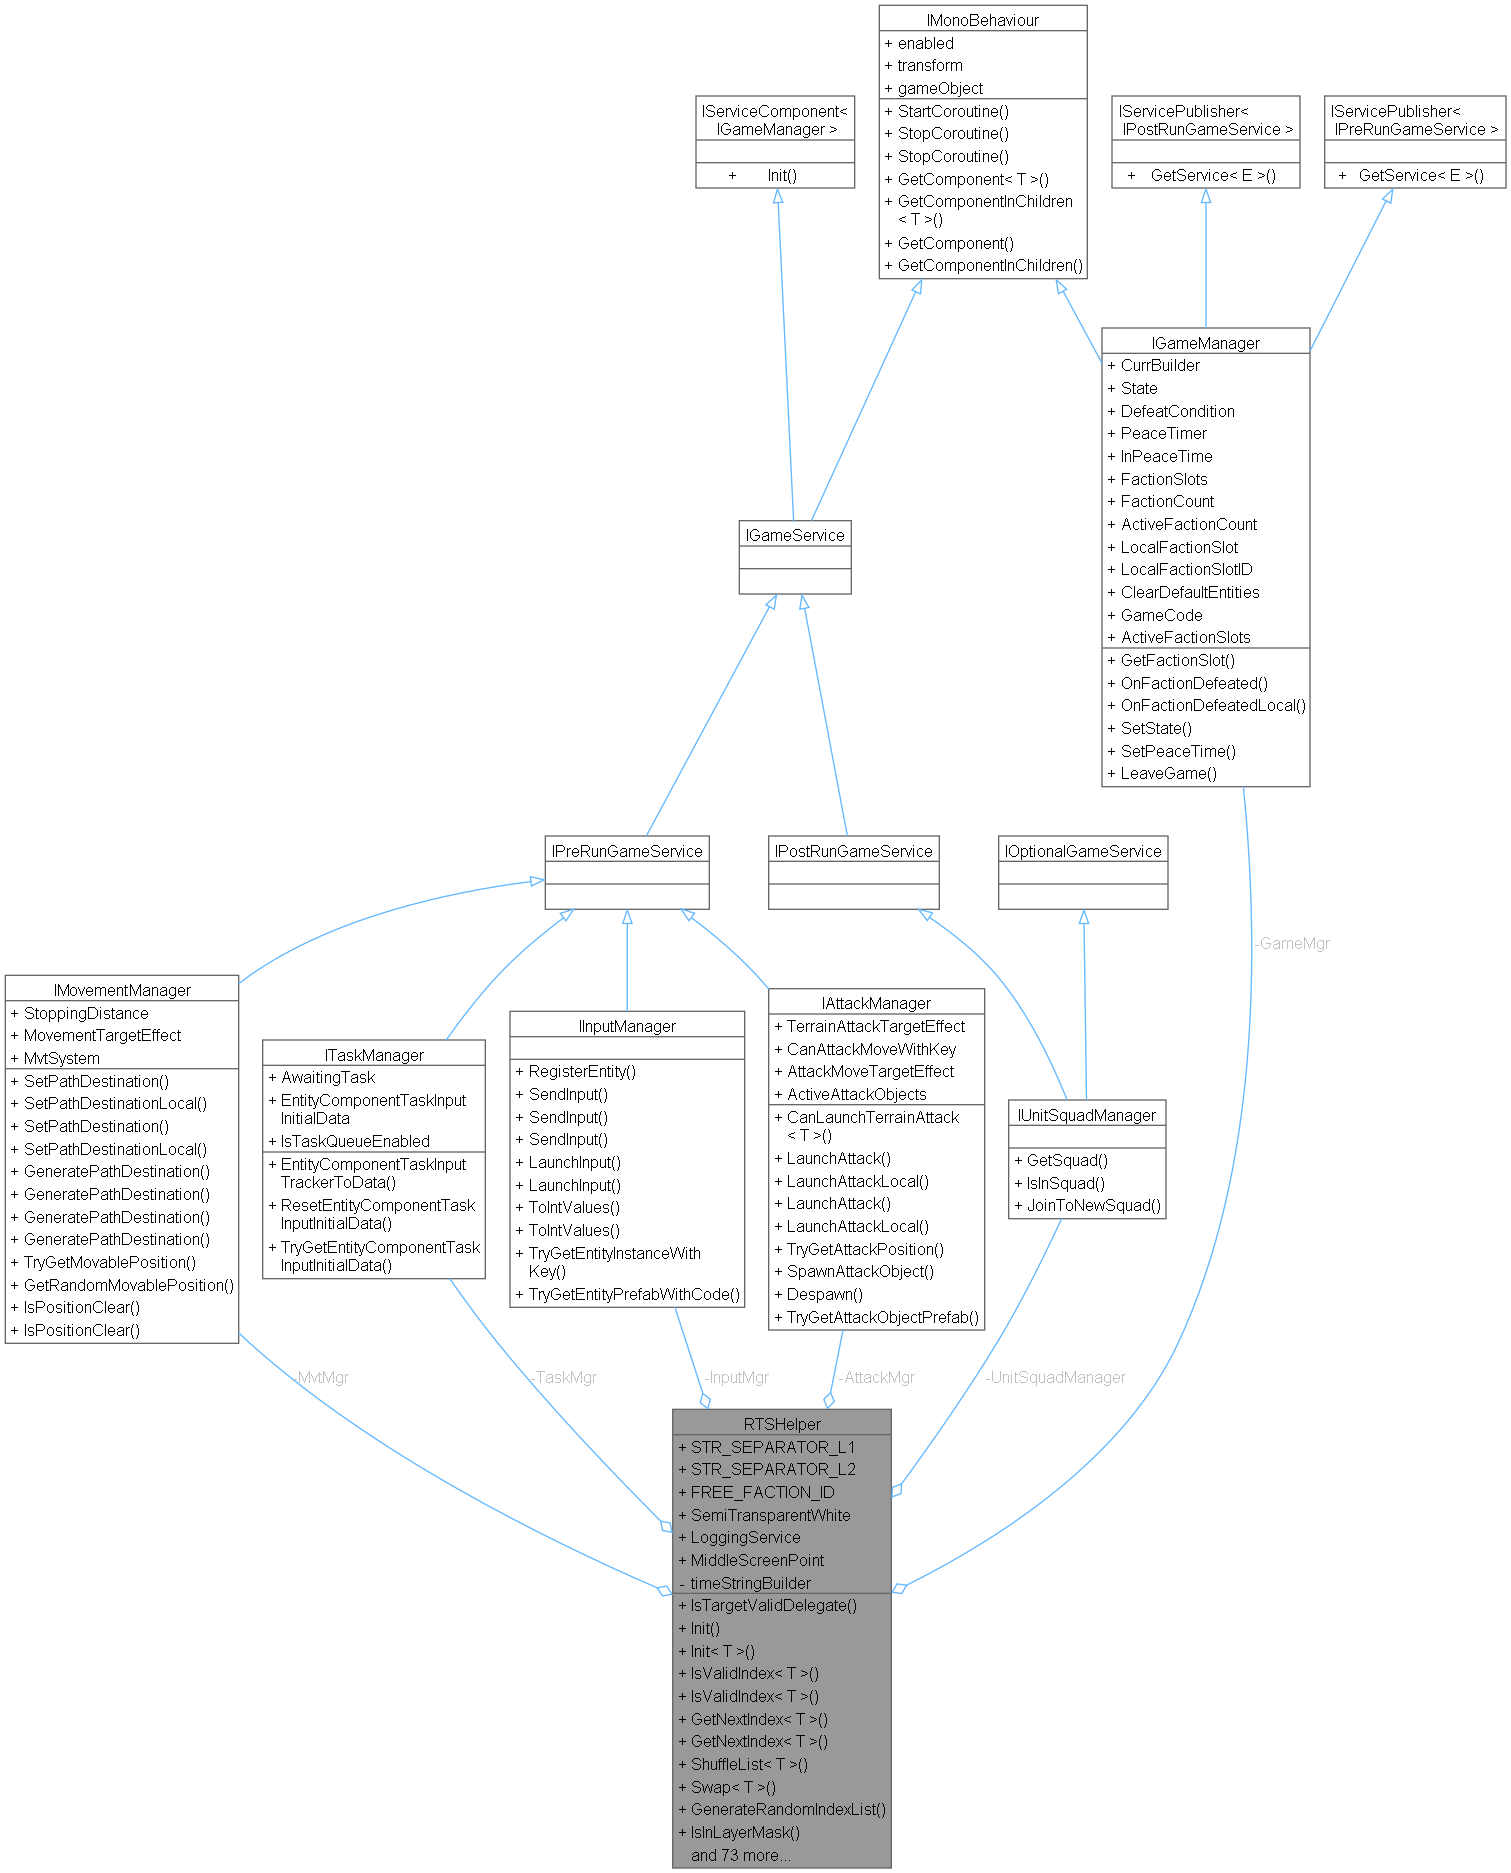 IMonoBehaviour
+ enabled
+ transform
+ gameObject
+ StartCoroutine()
+ StopCoroutine()
+ StopCoroutine()
+ GetComponent< T >()
+ GetComponentInChildren
< T >()
+ GetComponent()
+ GetComponentInChildren()
IServiceComponent<
IGameManager >
+ Init()
IServicePublisher<
IPostRunGameService >
+ GetService< E >()
IServicePublisher<
IPreRunGameService >
+ GetService< E >()
IGameManager
+ CurrBuilder
+ State
+ DefeatCondition
+ PeaceTimer
+ InPeaceTime
+ FactionSlots
+ FactionCount
+ ActiveFactionCount
+ LocalFactionSlot
+ LocalFactionSlotID
+ ClearDefaultEntities
+ GameCode
+ ActiveFactionSlots
+ GetFactionSlot()
+ OnFactionDefeated()
+ OnFactionDefeatedLocal()
+ SetState()
+ SetPeaceTime()
+ LeaveGame()
IGameService
IPreRunGameService
IPostRunGameService
IOptionalGameService
-GameMgr
IMovementManager
+ StoppingDistance
+ MovementTargetEffect
+ MvtSystem
+ SetPathDestination()
+ SetPathDestinationLocal()
+ SetPathDestination()
+ SetPathDestinationLocal()
+ GeneratePathDestination()
+ GeneratePathDestination()
+ GeneratePathDestination()
+ GeneratePathDestination()
+ TryGetMovablePosition()
+ GetRandomMovablePosition()
+ IsPositionClear()
+ IsPositionClear()
ITaskManager
+ AwaitingTask
+ EntityComponentTaskInput
InitialData
+ IsTaskQueueEnabled
+ EntityComponentTaskInput
TrackerToData()
+ ResetEntityComponentTask
InputInitialData()
+ TryGetEntityComponentTask
InputInitialData()
IInputManager
+ RegisterEntity()
+ SendInput()
+ SendInput()
+ SendInput()
+ LaunchInput()
+ LaunchInput()
+ ToIntValues()
+ ToIntValues()
+ TryGetEntityInstanceWith
Key()
+ TryGetEntityPrefabWithCode()
IAttackManager
+ TerrainAttackTargetEffect
+ CanAttackMoveWithKey
+ AttackMoveTargetEffect
+ ActiveAttackObjects
+ CanLaunchTerrainAttack
< T >()
+ LaunchAttack()
+ LaunchAttackLocal()
+ LaunchAttack()
+ LaunchAttackLocal()
+ TryGetAttackPosition()
+ SpawnAttackObject()
+ Despawn()
+ TryGetAttackObjectPrefab()
IUnitSquadManager
+ GetSquad()
+ IsInSquad()
+ JoinToNewSquad()
-MvtMgr
-TaskMgr
-InputMgr
-AttackMgr
-UnitSquadManager
RTSHelper
+ STR_SEPARATOR_L1
+ STR_SEPARATOR_L2
+ FREE_FACTION_ID
+ SemiTransparentWhite
+ LoggingService
+ MiddleScreenPoint
- timeStringBuilder
+ IsTargetValidDelegate()
+ Init()
+ Init< T >()
+ IsValidIndex< T >()
+ IsValidIndex< T >()
+ GetNextIndex< T >()
+ GetNextIndex< T >()
+ ShuffleList< T >()
+ Swap< T >()
+ GenerateRandomIndexList()
+ IsInLayerMask()
and 73 more...